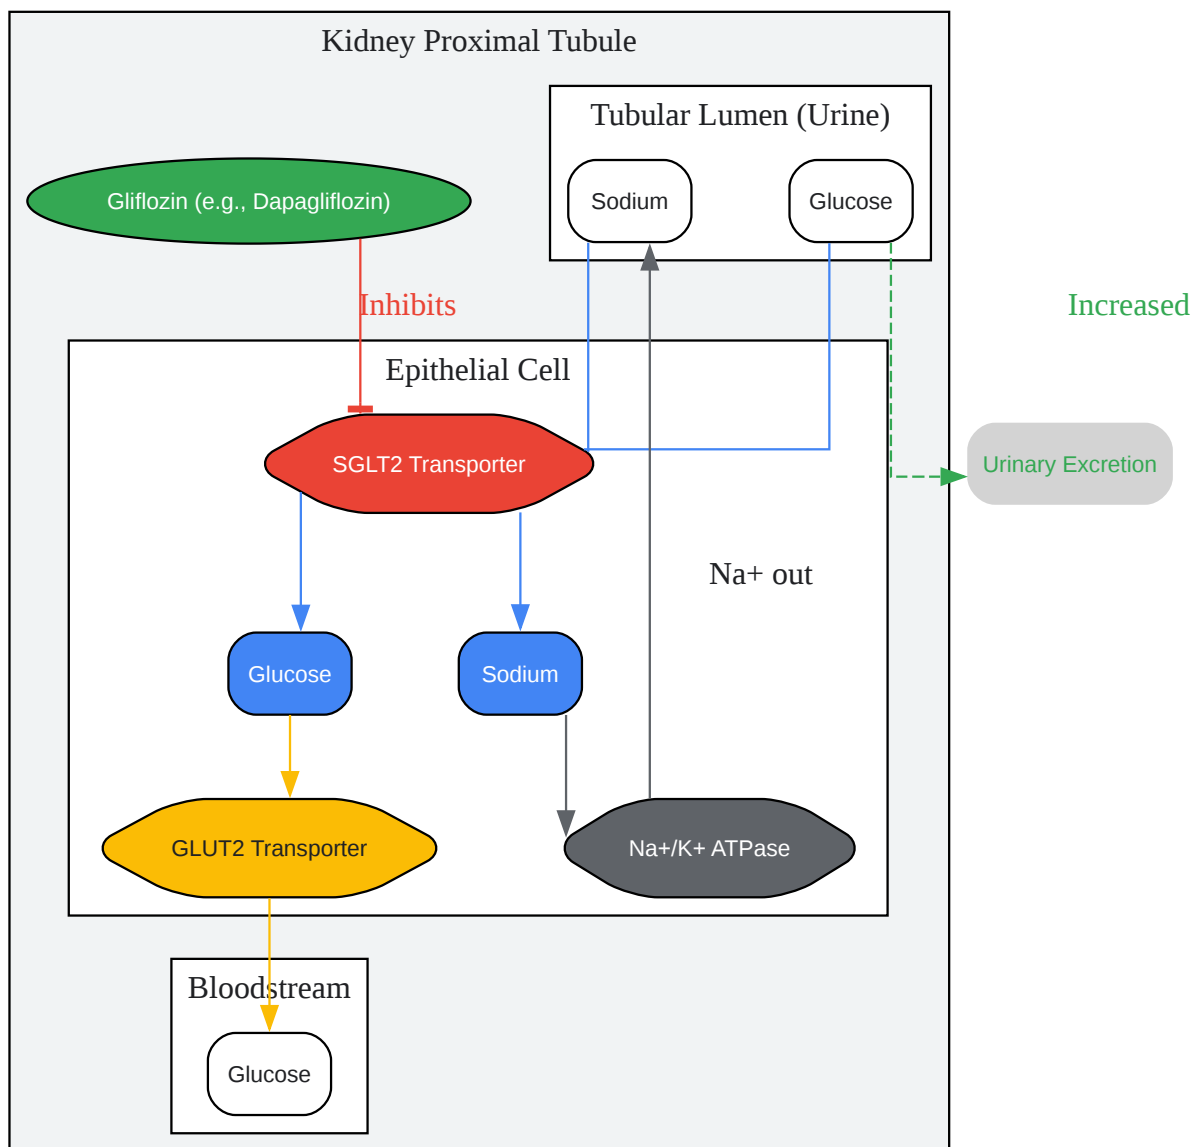 Kidney Proximal Tubule
Tubular Lumen (Urine)
Gliflozin (e.g., Dapagliflozin)
Sodium
Glucose
Inhibits
Increased
Epithelial Cell
SGLT2 Transporter
Urinary Excretion
Na+ out
Glucose
Sodium
GLUT2 Transporter
Na+/K+ ATPase
Bloodstream
Glucose